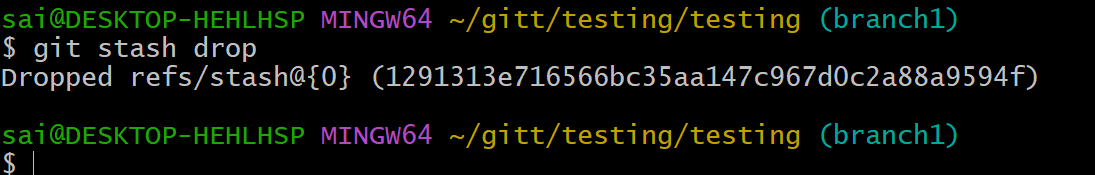 sai@DESKTOP-HEHLHSP MINGW64 ~/gitt/testing/testing (branch1)
$ git stash drop
Dropped refs/stash@{0} (1291313e716566bc35aa147c967d0c2a88a9594f)
sai@DESKTOP-HEHLHSP MINGW64 ~/gitt/testing/testing (branch1)
$